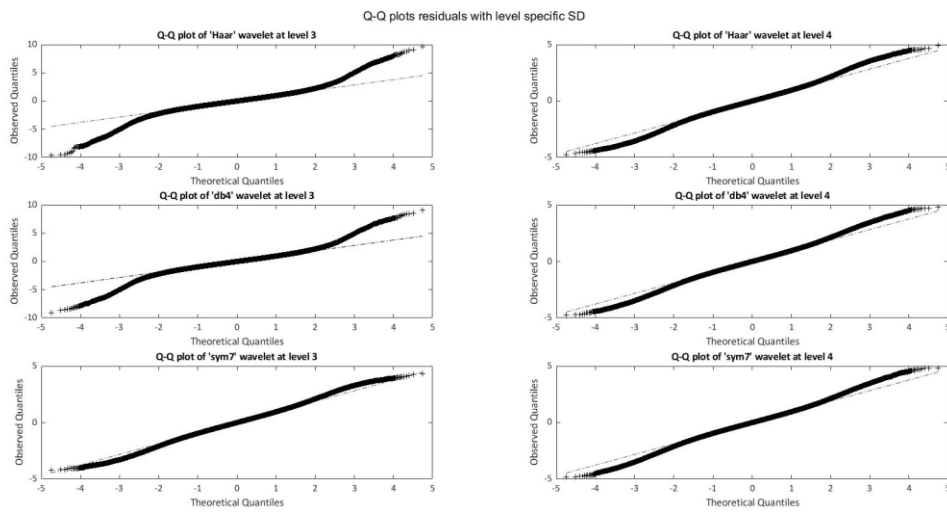 Q-Q plots residuals with level specific SD
Q-Q plot of 'Haar' wavelet at level 3
Observed Quantiles
10
5
0
-5
-10
-5 -4 -3 -2 -1 0 1 2 3 4 5
Theoretical Quantiles
Q-Q plot of 'Haar' wavelet at level 4
Observed Quantiles
5
0
-5
-5 -4 -3 -2 -1 0 1 2 3 4 5
Theoretical Quantiles
Q-Q plot of 'db4' wavelet at level 3
Observed Quantiles
10
5
0
-5
-10
-5 -4 -3 -2 -1 0 1 2 3 4 5
Theoretical Quantiles
Q-Q plot of 'db4' wavelet at level 4
Observed Quantiles
5
0
-5
-5 -4 -3 -2 -1 0 1 2 3 4 5
Theoretical Quantiles
Q-Q plot of 'sym7' wavelet at level 3
Observed Quantiles
5
0
-5
-5 -4 -3 -2 -1 0 1 2 3 4 5
Theoretical Quantiles
Q-Q plot of 'sym7' wavelet at level 4
Observed Quantiles
5
0
-5
-5 -4 -3 -2 -1 0 1 2 3 4 5
Theoretical Quantiles